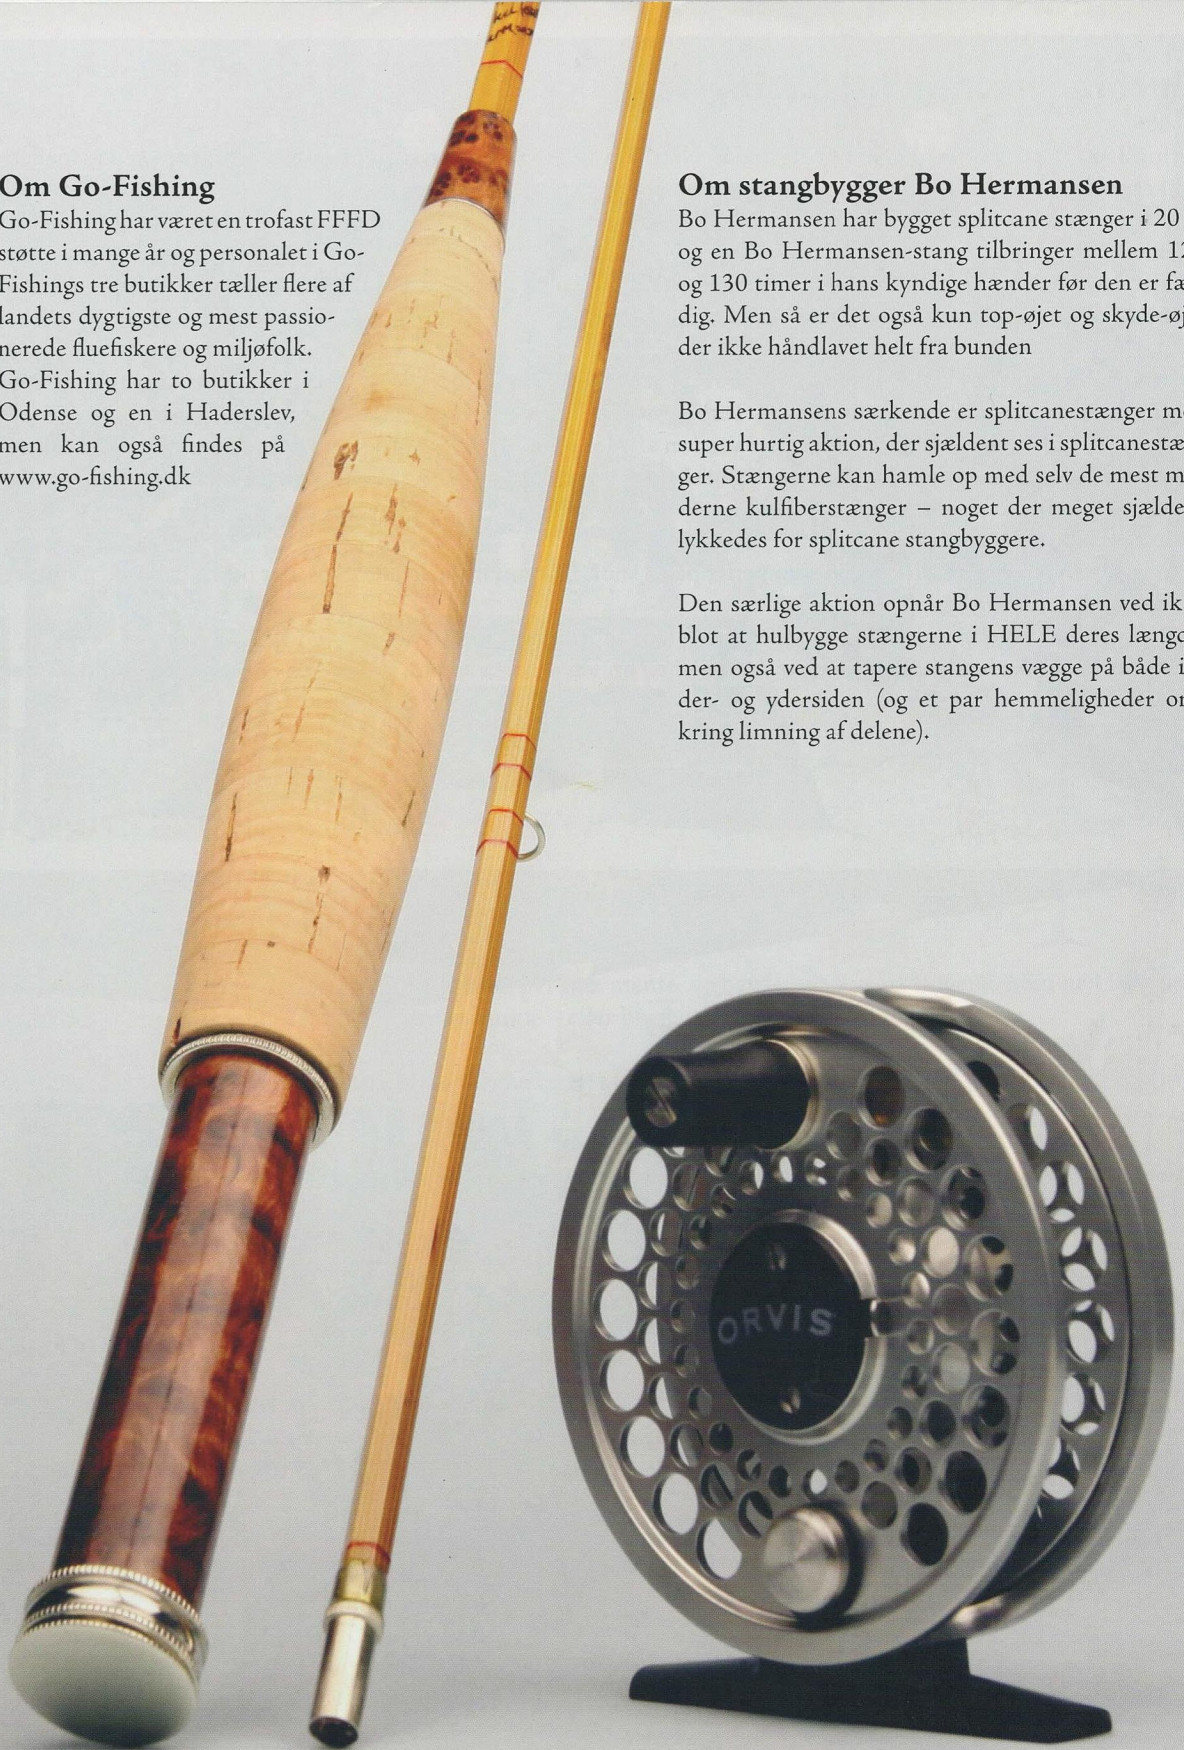 Om Go-Fishing
Go-Fishing har været en trofast FFFD
støtte i mange år og personalet i Go-
Fishings tre butikker tæller flere af
landets dygtigste og mest passio-
nerede fluefiskere og miljøfolk.
Go-Fishing har to butikker i
Odense og en i Haderslev,
men kan også findes på
www.go-fishing.dk
Om stangbygger Bo Hermansen
Bo Hermansen har bygget splitcane stænger i 20
og en Bo Hermansen-stang tilbringer mellem
og 130 timer i hans kyndige hænder før den er fæ
dig. Men så er det også kun top-øjet og skyde-øj
der ikke håndlavet helt fra bunden
Bo Hermansens særkende er splitcanestænger m
super hurtig aktion, der sjældent ses i splitcanestæ
ger. Stængerne kan hamle op med selv de mest m
derne kulfiberstænger – noget der meget sjælde
lykkedes for splitcane stangbyggere.
Den særlige aktion opnår Bo Hermansen ved ik
blot at hulbygge stængerne i HELE deres længd
men også ved at tapere stangens vægge på både i
der- og ydersiden (og et par hemmeligheder o
kring limning af delene).
ORVIS